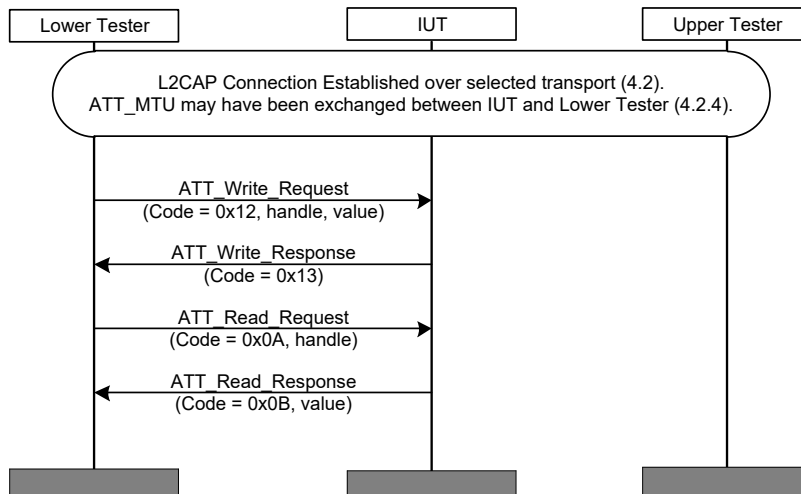 Lower Tester
IUT
Upper Tester
L2CAP Connection Established over selected transport (4.2).
ATT_MTU may have been exchanged between IUT and Lower Tester (4.2.4).
ATT_Write_Request
(Code = 0x12, handle, value)
ATT_Write_Response
(Code = 0x13)
ATT_Read_Request
(Code = 0x0A, handle)
ATT_Read_Response
(Code = 0x0B, value)